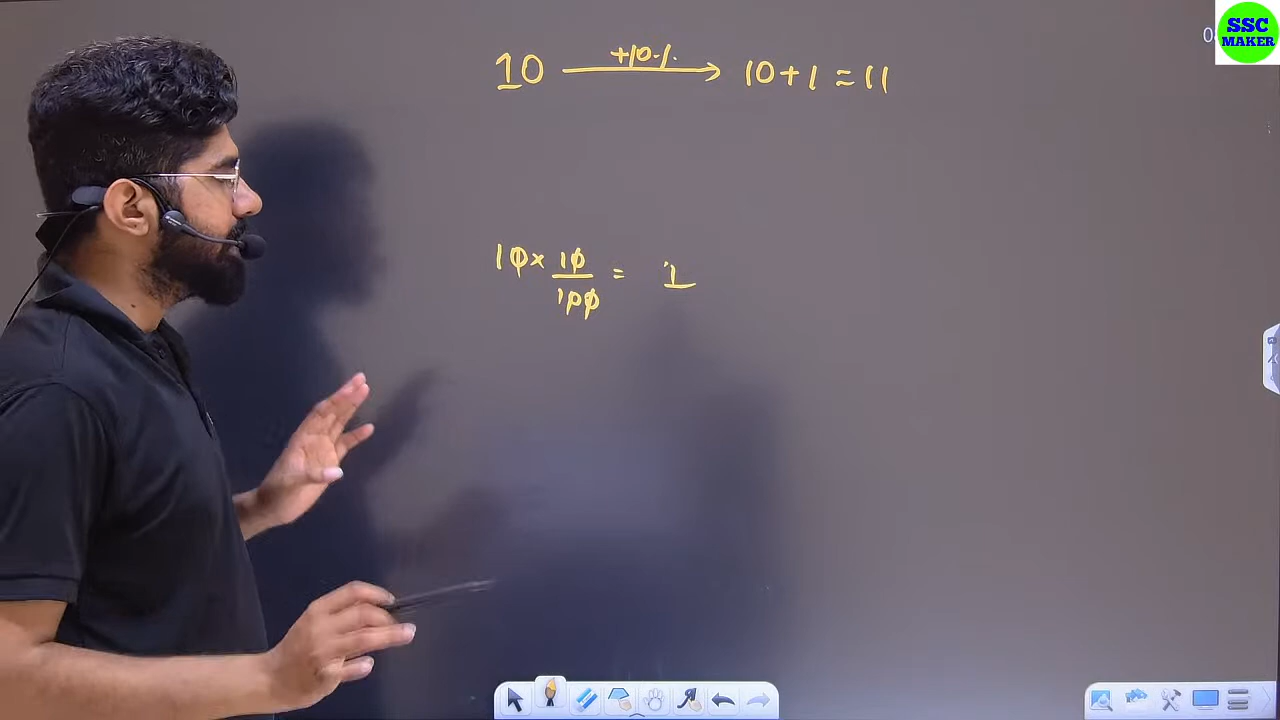 10 +10% → 10+1 = 11
10 × 10/100 = 1
SSC
MAKER